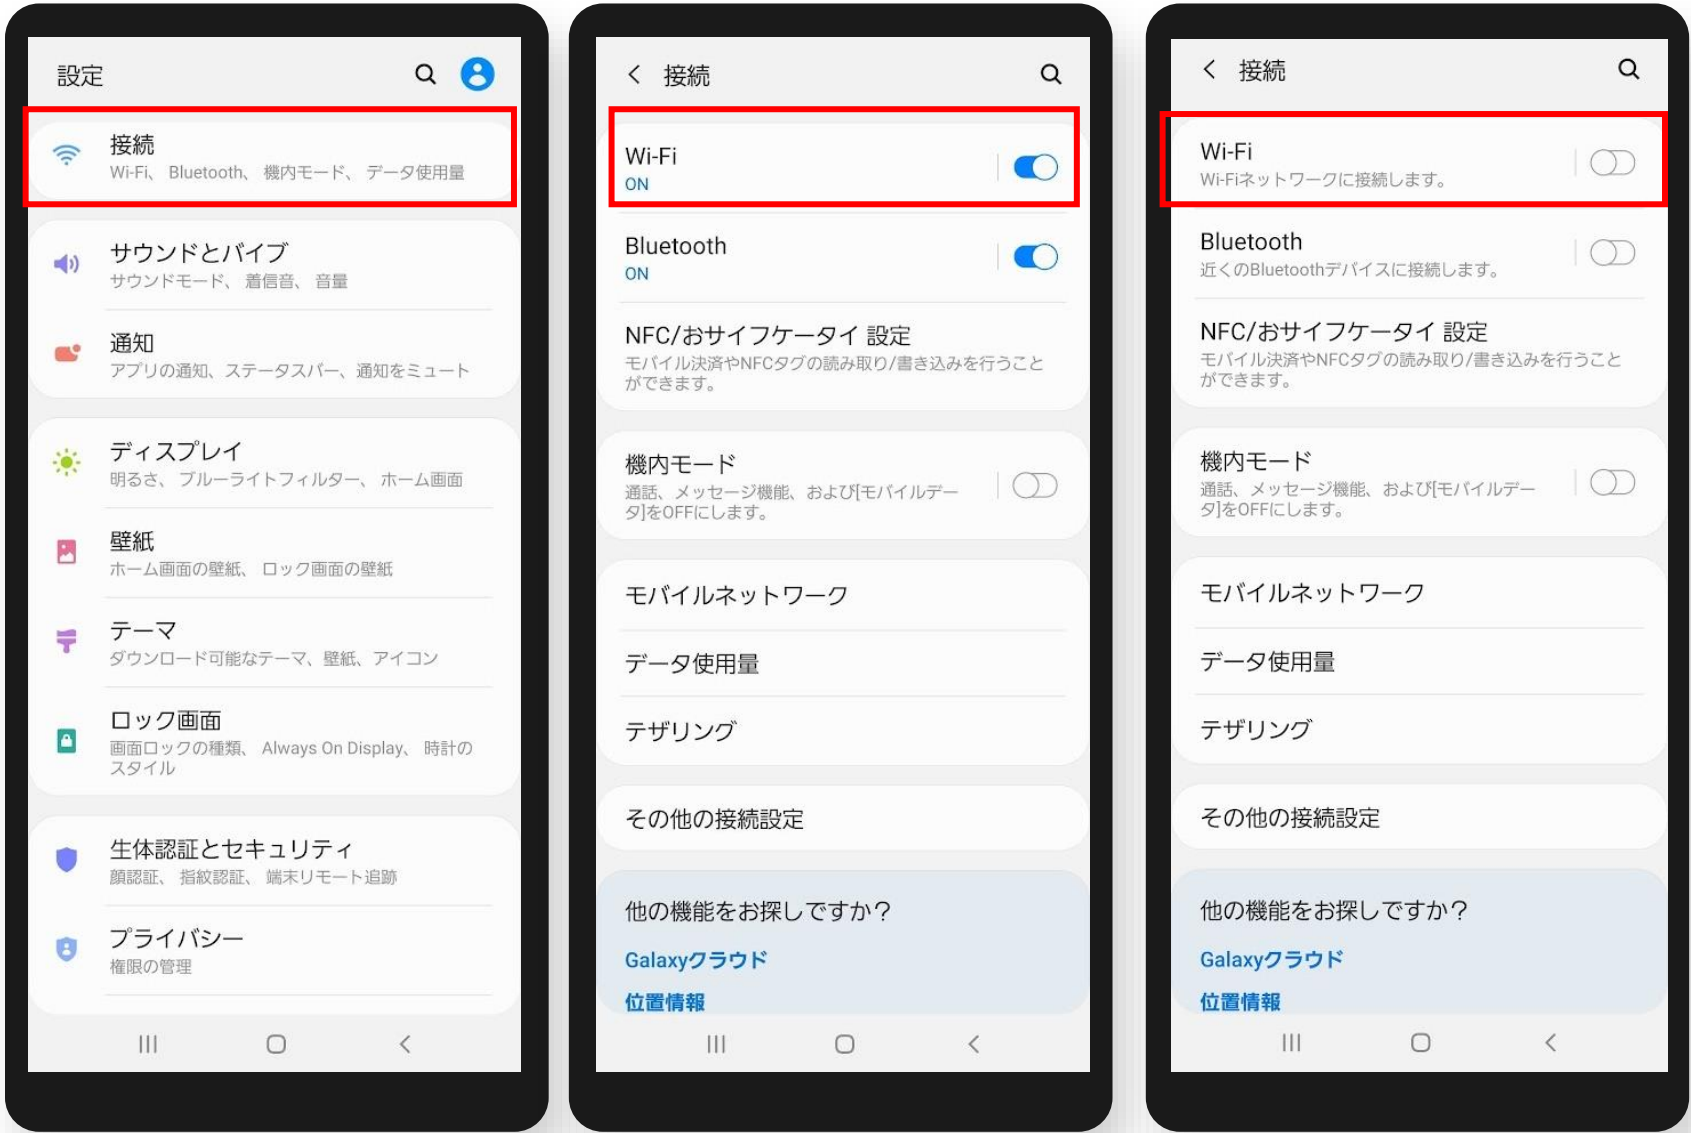 設定
接続
Wi-Fi、 Bluetooth、 機内モード、 データ使用量
サウンドとバイブ
サウンドモード、 着信音、 音量
通知
アプリの通知、ステータスバー、通知をミュート
ディスプレイ
明るさ、 ブルーライトフィルター、 ホーム画面
壁紙
ホーム画面の壁紙、 ロック画面の壁紙
テーマ
ダウンロード可能なテーマ、壁紙、アイコン
ロック画面
画面ロックの種類、 Always On Display、 時計の
スタイル
生体認証とセキュリティ
顔認証、 指紋認証、 端末リモート追跡
プライバシー
権限の管理
接続
Wi-Fi
ON
Bluetooth
ON
NFC/おサイフケータイ 設定
モバイル決済やNFCタグの読み取り/書き込みを行うこと
ができます。
機内モード
通話、メッセージ機能、および[モバイルデー
タ]をOFFにします。
モバイルネットワーク
データ使用量
テザリング
その他の接続設定
他の機能をお探しですか？
Galaxyクラウド
位置情報
接続
Wi-Fi
Wi-Fiネットワークに接続します。
Bluetooth
近くのBluetoothデバイスに接続します。
NFC/おサイフケータイ 設定
モバイル決済やNFCタグの読み取り/書き込みを行うこと
ができます。
機内モード
通話、メッセージ機能、および[モバイルデー
タ]をOFFにします。
モバイルネットワーク
データ使用量
テザリング
その他の接続設定
他の機能をお探しですか？
Galaxyクラウド
位置情報